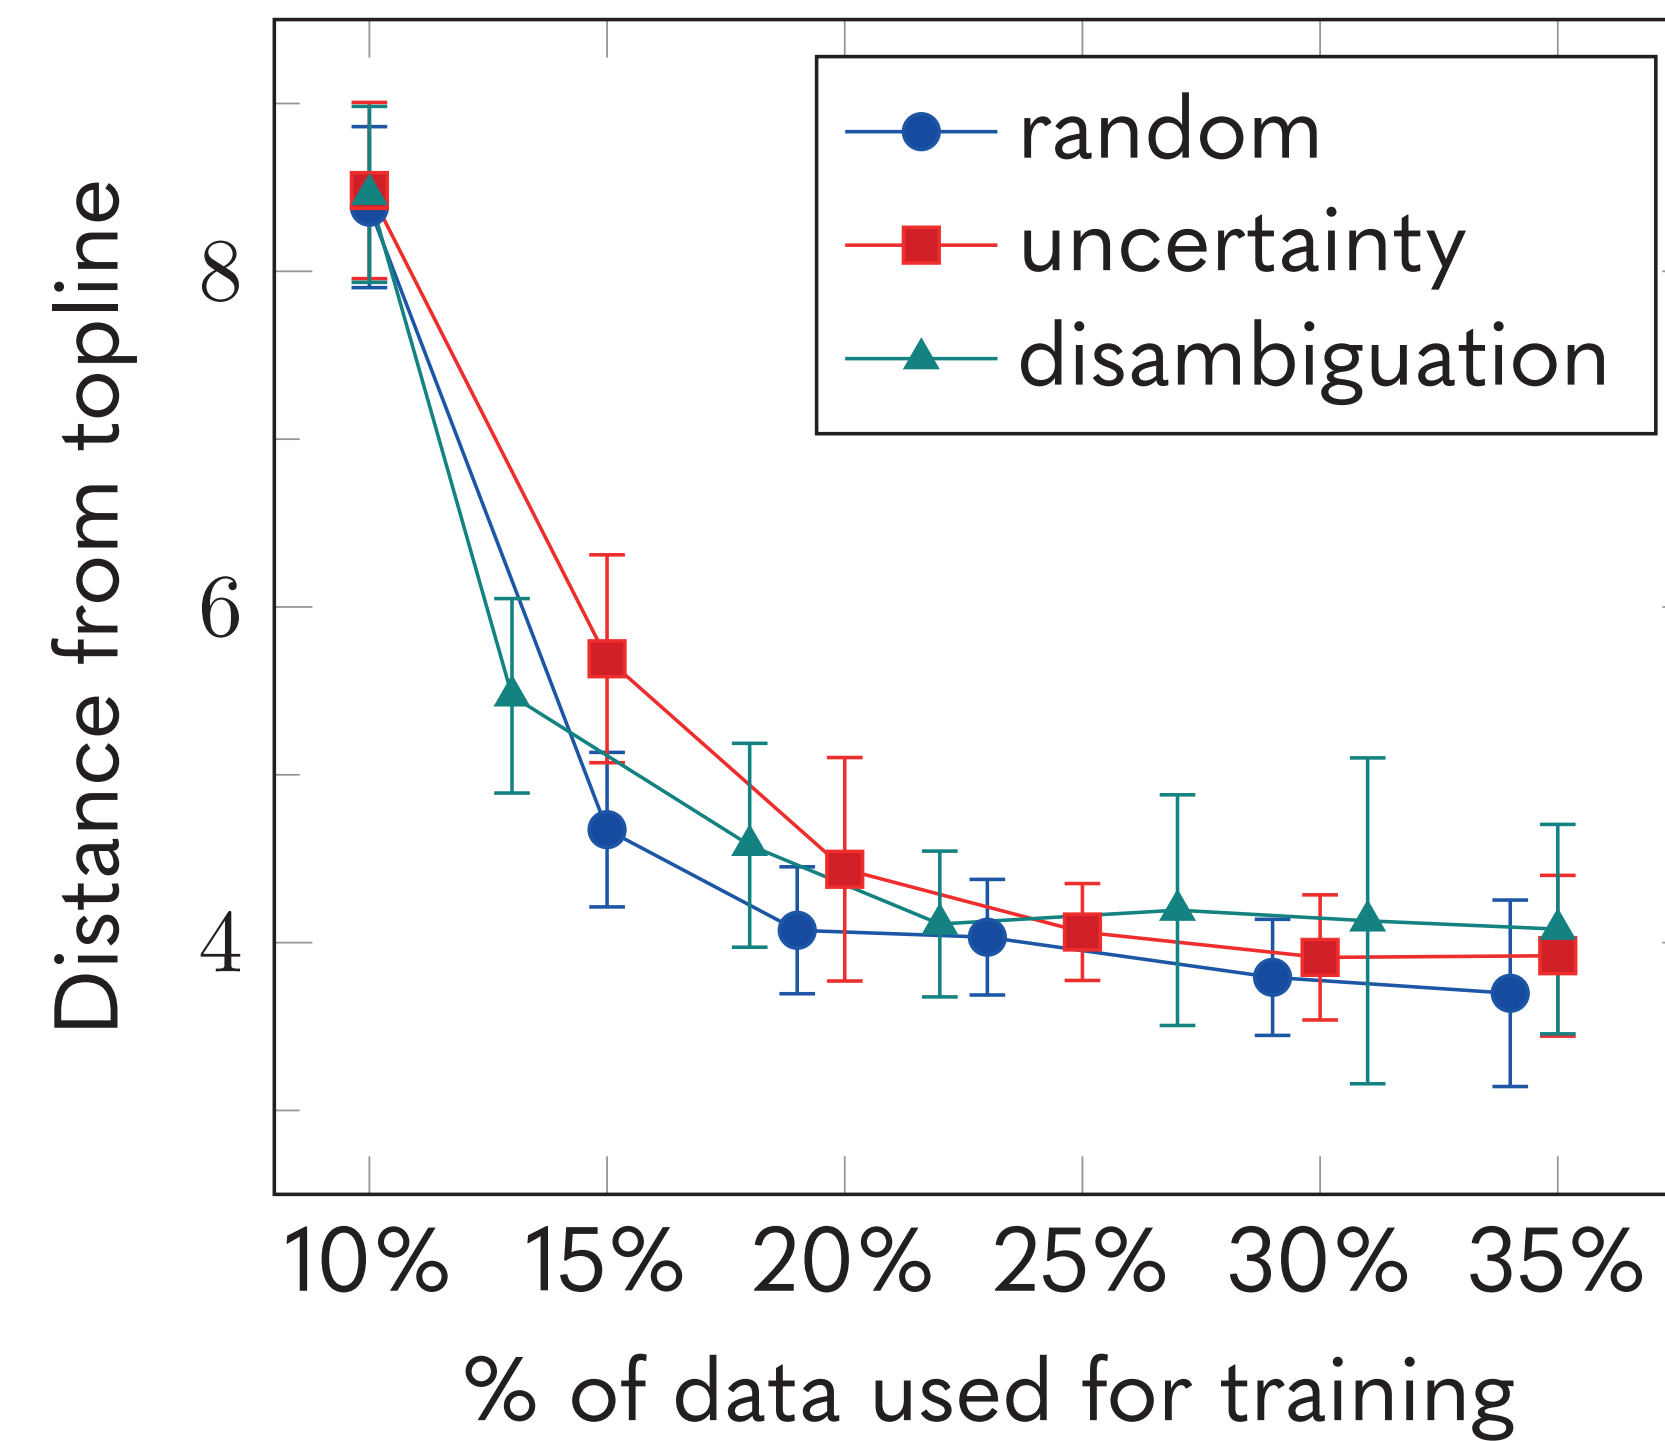 random
uncertainty
disambiguation
Distance from topline
8
6
4
10% 15% 20% 25% 30% 35%
% of data used for training